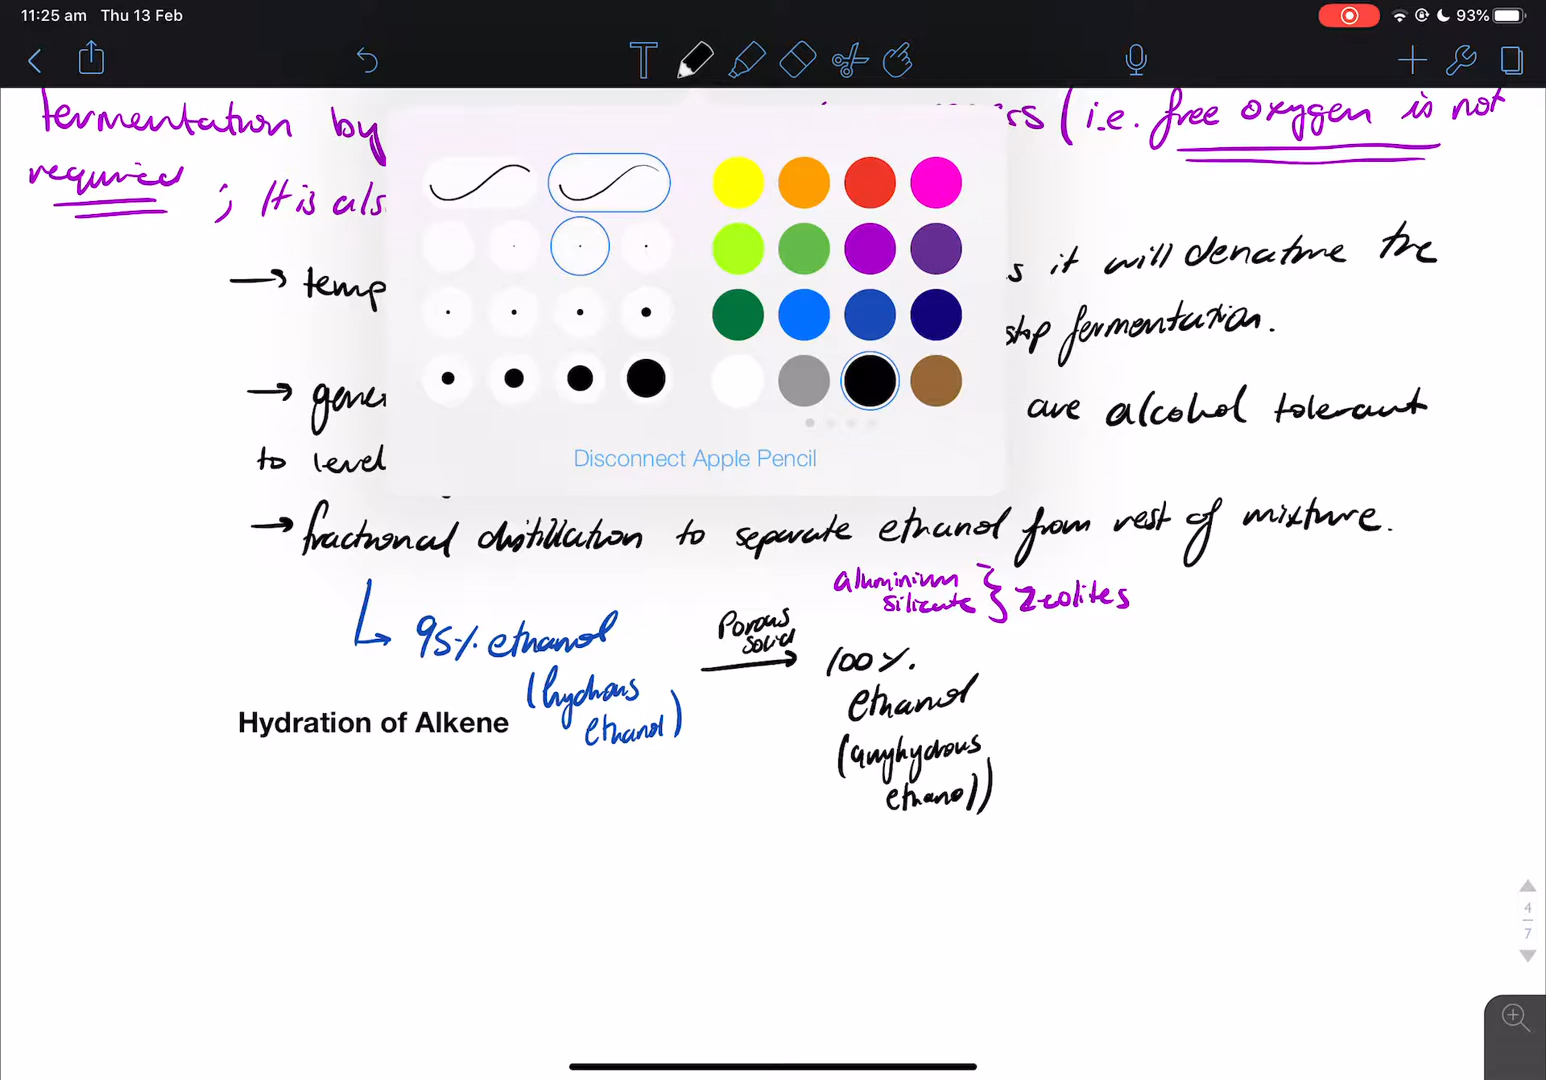 11:25 am Thu 13 Feb
93%
T
fermentation by
rs (i.e. free oxygen is not
required ; It is als
→ temp
s it will denature the
stop fermentation.
→ gener
are alcohol tolerant
to level
Disconnect Apple Pencil
→ fractional distillation to separate ethanol from rest of mixture.
aluminium
silicate } zeolites
95% ethanol
(hydrous
ethanol)
Porous
solid
100%.
ethanol
(anyhydrous
ethanol))
Hydration of Alkene
4
7